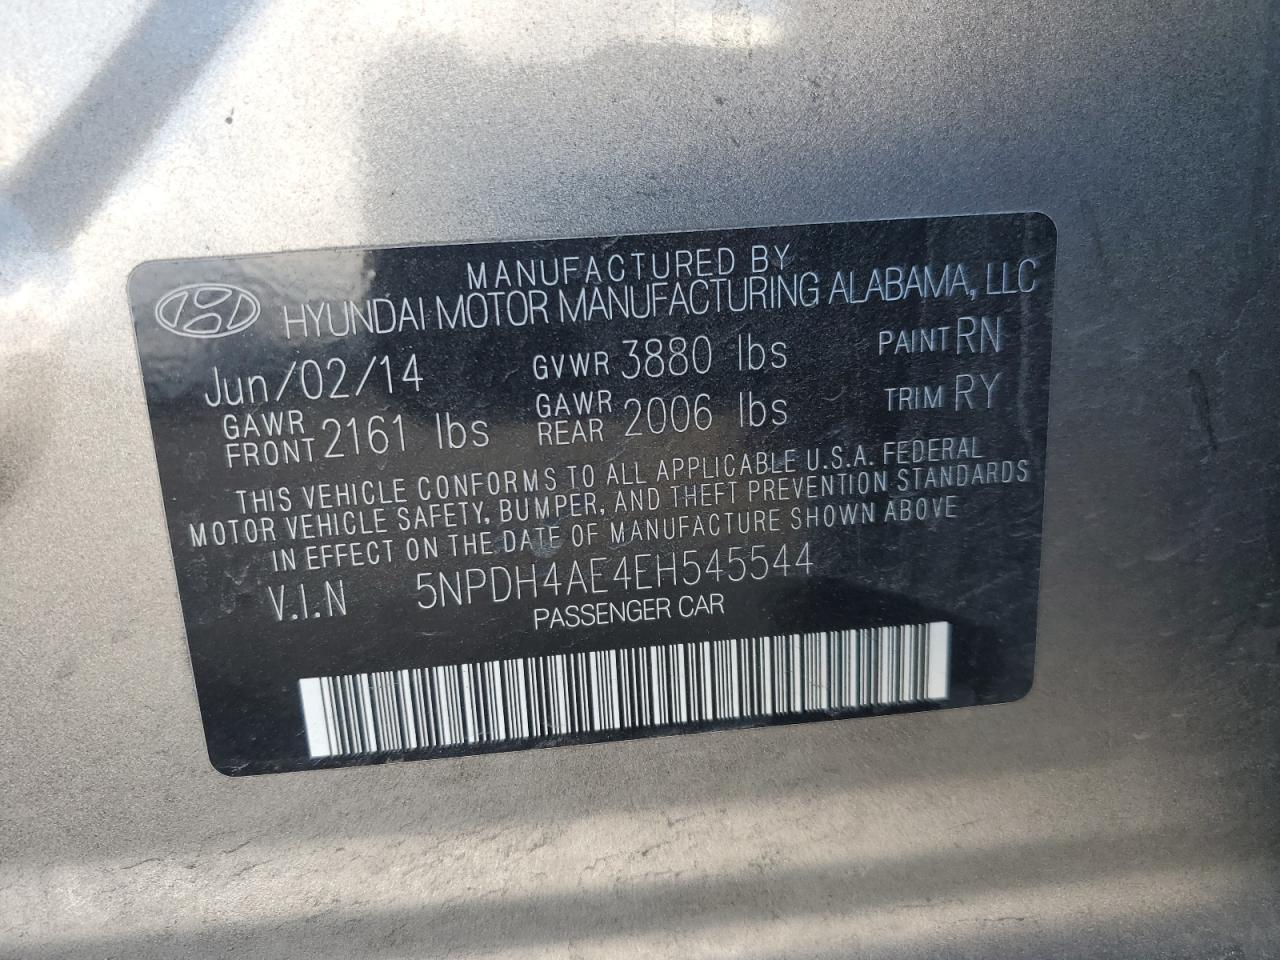 MANUFACTURED BY
HYUNDAI MOTOR MANUFACTURING ALABAMA, LLC
Jun/02/14 GVWR 3880 lbs PAINT RN
GAWR FRONT 2161 lbs GAWR REAR 2006 lbs TRIM RY
THIS VEHICLE CONFORMS TO ALL APPLICABLE U.S.A. FEDERAL
MOTOR VEHICLE SAFETY, BUMPER, AND THEFT PREVENTION STANDARDS
IN EFFECT ON THE DATE OF MANUFACTURE SHOWN ABOVE
V.I.N 5NPDH4AE4EH545544
PASSENGER CAR